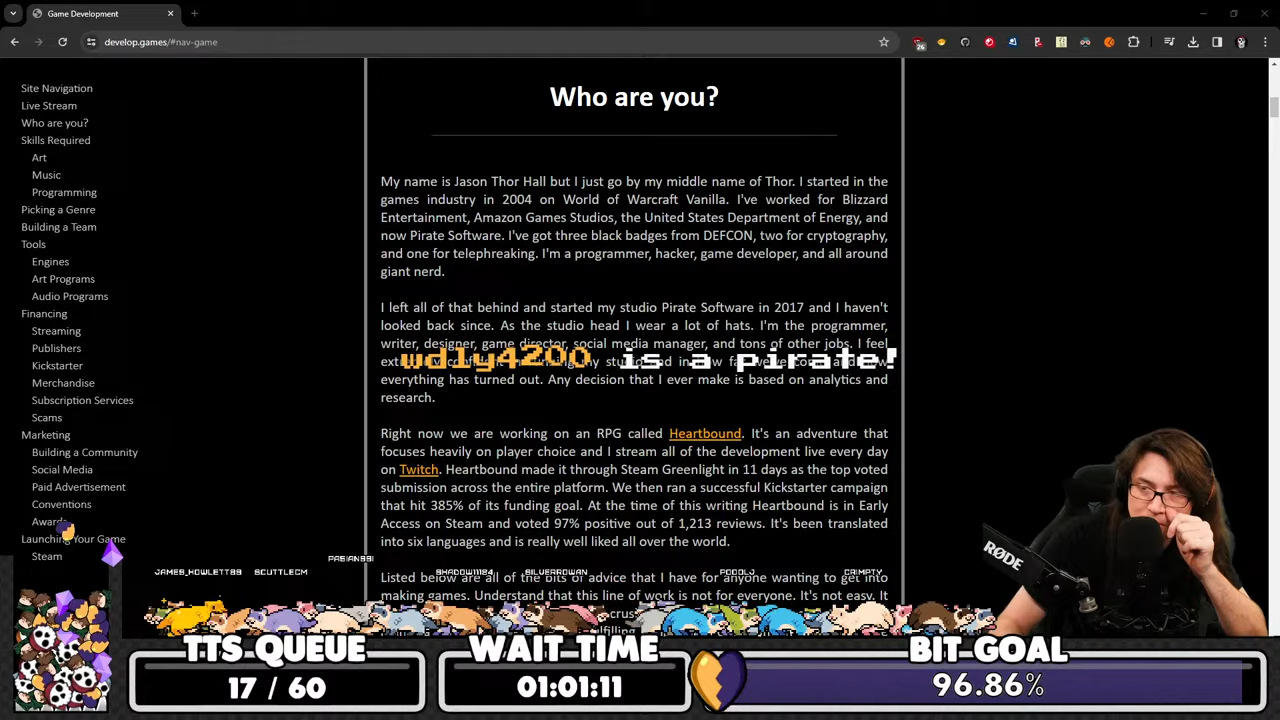 Game Development
develop.games/#nav-game
26
Site Navigation
Live Stream
Who are you?
Skills Required
Art
Music
Programming
Picking a Genre
Building a Team
Tools
Engines
Art Programs
Audio Programs
Financing
Streaming
Publishers
Kickstarter
Merchandise
Subscription Services
Scams
Marketing
Building a Community
Social Media
Paid Advertisement
Conventions
Awards
Launching Your Game
Steam
Who are you?
My name is Jason Thor Hall but I just go by my middle name of Thor. I started in the
games industry in 2004 on World of Warcraft Vanilla. I've worked for Blizzard
Entertainment, Amazon Games Studios, the United States Department of Energy, and
now Pirate Software. I've got three black badges from DEFCON, two for cryptography,
and one for telephreaking. I'm a programmer, hacker, game developer, and all around
giant nerd.
I left all of that behind and started my studio Pirate Software in 2017 and I haven't
looked back since. As the studio head I wear a lot of hats. I'm the programmer,
writer, designer, game director, social media manager, and tons of other jobs. I feel
wd1y4200 is a pirate!
everything has turned out. Any decision that I ever make is based on analytics and
research.
Right now we are working on an RPG called Heartbound. It's an adventure that
focuses heavily on player choice and I stream all of the development live every day
on Twitch. Heartbound made it through Steam Greenlight in 11 days as the top voted
submission across the entire platform. We then ran a successful Kickstarter campaign
that hit 385% of its funding goal. At the time of this writing Heartbound is in Early
Access on Steam and voted 97% positive out of 1,213 reviews. It's been translated
into six languages and is really well liked all over the world.
Listed below are all of the bits of advice that I have for anyone wanting to get into
making games. Understand that this line of work is not for everyone. It's not easy. It
JAMES_HOWLETT89 SCUTTLECM SHADOW1124 SILVERROWAN PODOLJ CRIMPTY
RØDE
TTS QUEUE
17 / 60
WAIT TIME
01:01:11
BIT GOAL
96.86%